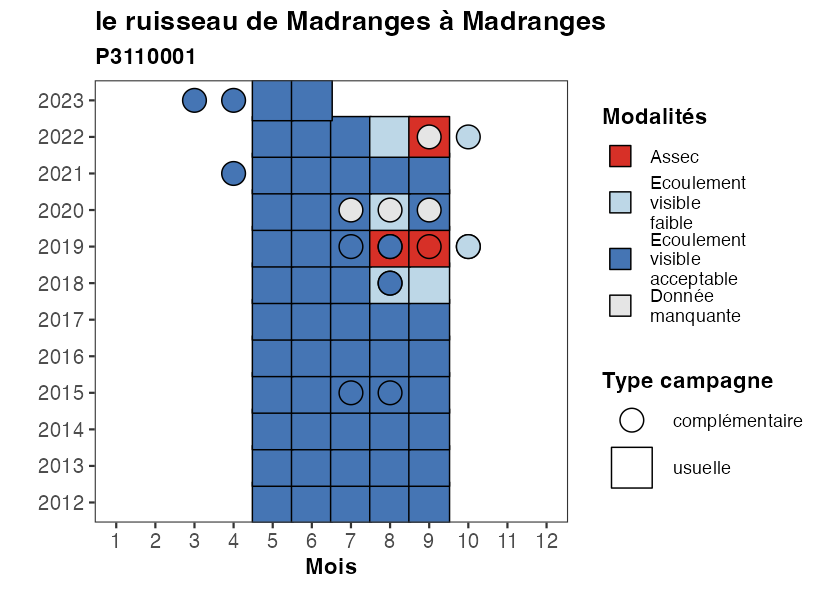 le ruisseau de Madranges à Madranges
P3110001
2023
2022
2021
2020
2019
2018
2017
2016
2015
2014
2013
2012
1 2 3 4 5 6 7 8 9 10 11 12
Mois
Modalités
Assec
Ecoulement
visible
faible
Ecoulement
visible
acceptable
Donnée
manquante
Type campagne
complémentaire
usuelle